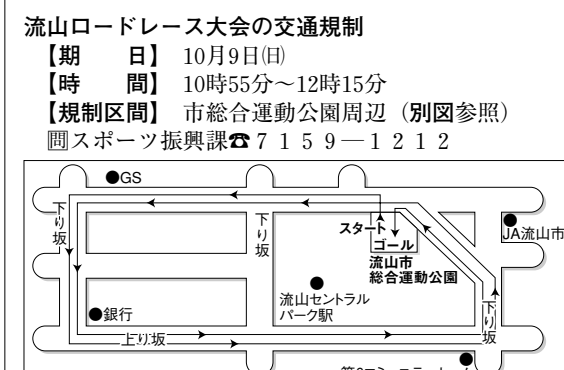 流山ロードレース大会の交通規制
【期　　日】 10月9日㈰
【時　　間】 10時55分～12時15分
【規制区間】 市総合運動公園周辺（別図参照）
問スポーツ振興課☎7159―1212
●GS
下り坂
下り坂
スタート
ゴール
流山市
総合運動公園
●JA流山市
●流山セントラル
パーク駅
●銀行
上り坂
下り坂